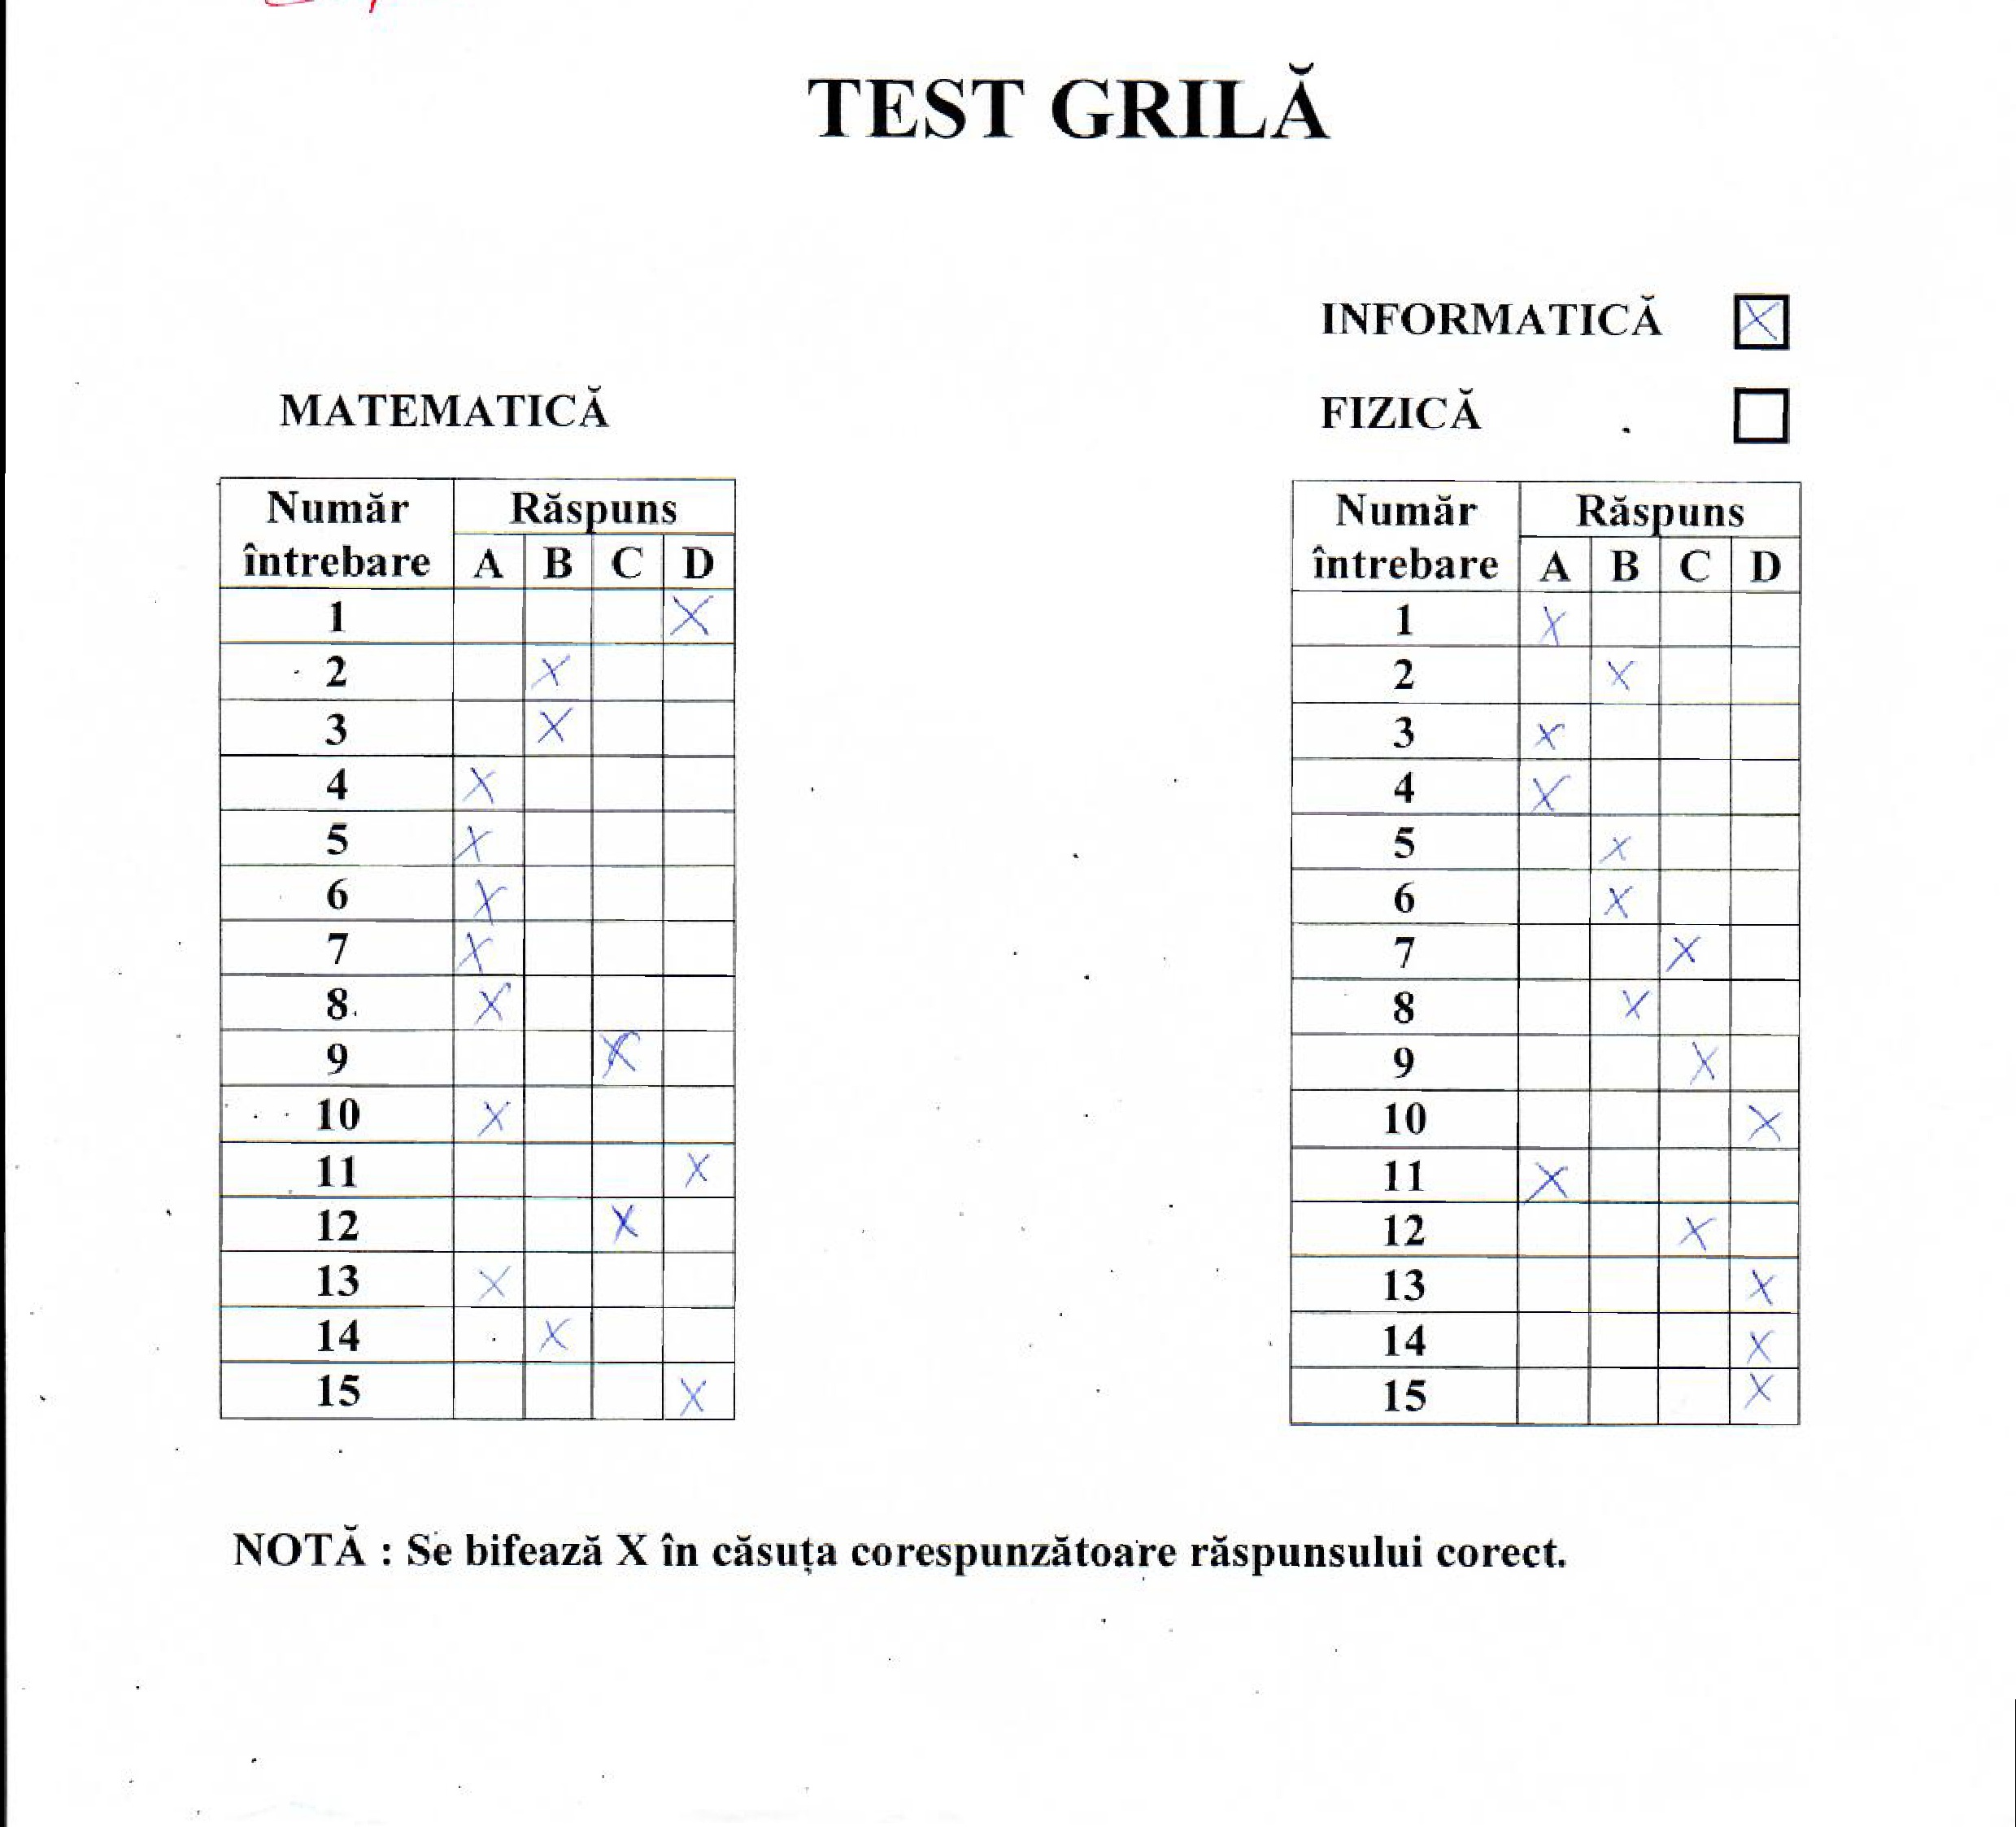 TEST GRILĂ
INFORMATICĂ X
MATEMATICĂ
FIZICĂ
Număr întrebare Răspuns
A B C D
1 X
2 X
3 X
4 X
5 X
6 X
7 X
8 X
9 X
10 X
11 X
12 X
13 X
14 X
15 X
Număr întrebare Răspuns
A B C D
1 X
2 X
3 X
4 X
5 X
6 X
7 X
8 X
9 X
10 X
11 X
12 X
13 X
14 X
15 X
NOTĂ : Se bifează X în căsuța corespunzătoare răspunsului corect.